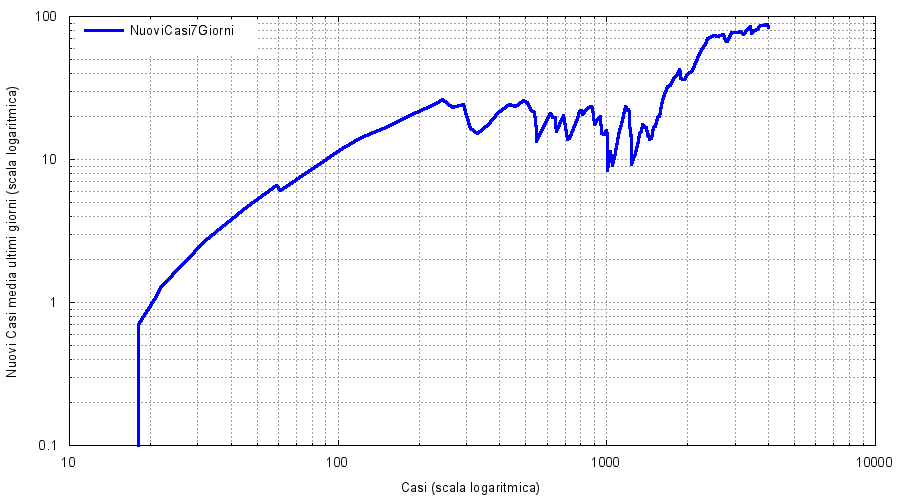 100
NuoviCasi7Giorni
10
1
0.1
Nuovi Casi media ultimi giorni (scala logaritmica)
10
100
1000
10000
Casi (scala logaritmica)